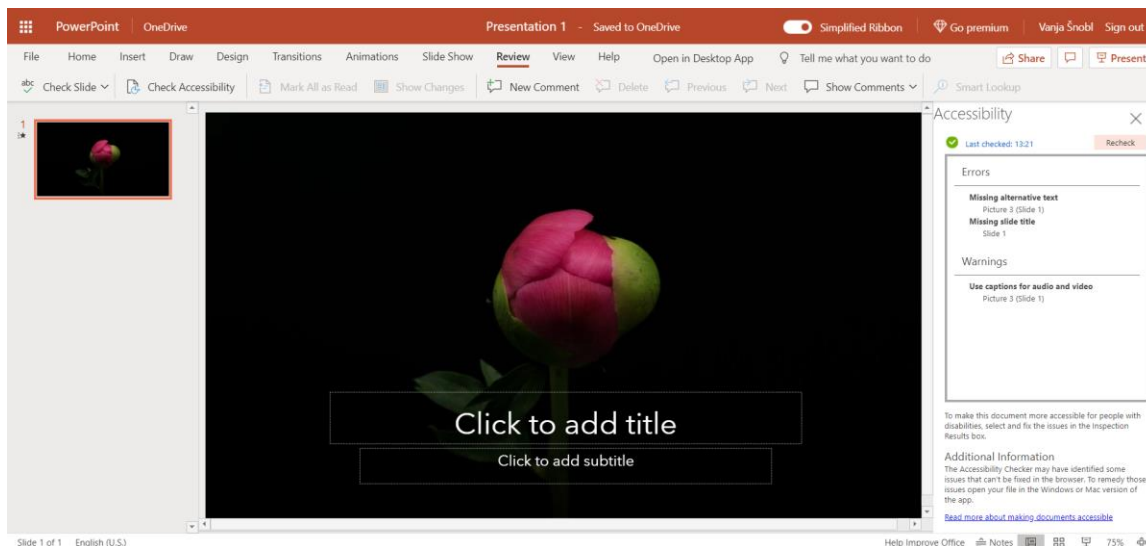 PowerPoint OneDrive Presentation 1 - Saved to OneDrive Simplified Ribbon Go premium Vanja Šnobl Sign out
File Home Insert Draw Design Transitions Animations Slide Show Review View Help Open in Desktop App Tell me what you want to do Share Present
abc Check Slide Check Accessibility Mark All as Read Show Changes New Comment Delete Previous Next Show Comments Smart Lookup
1
Click to add title
Click to add subtitle
Accessibility
Last checked: 13:21 Recheck
Errors
Missing alternative text
Picture 3 (Slide 1)
Missing slide title
Slide 1
Warnings
Use captions for audio and video
Picture 3 (Slide 1)
To make this document more accessible for people with
disabilities, select and fix the issues in the Inspection
Results box.
Additional Information
The Accessibility Checker may have identified some
issues that can't be fixed in the browser. To remedy those
issues open your file in the Windows or Mac version of
the app.
Read more about making documents accessible
Slide 1 of 1 English (U.S.) Help Improve Office Notes 75%